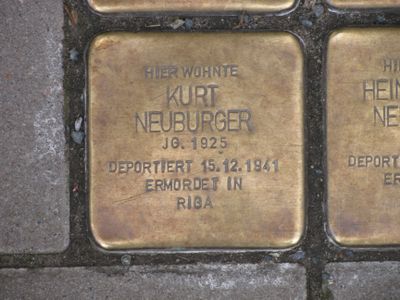 HIER WOHNTE
KURT
NEUBURGER
JG. 1925
DEPORTIERT 15.12.1941
ERMORDET IN
RIGA